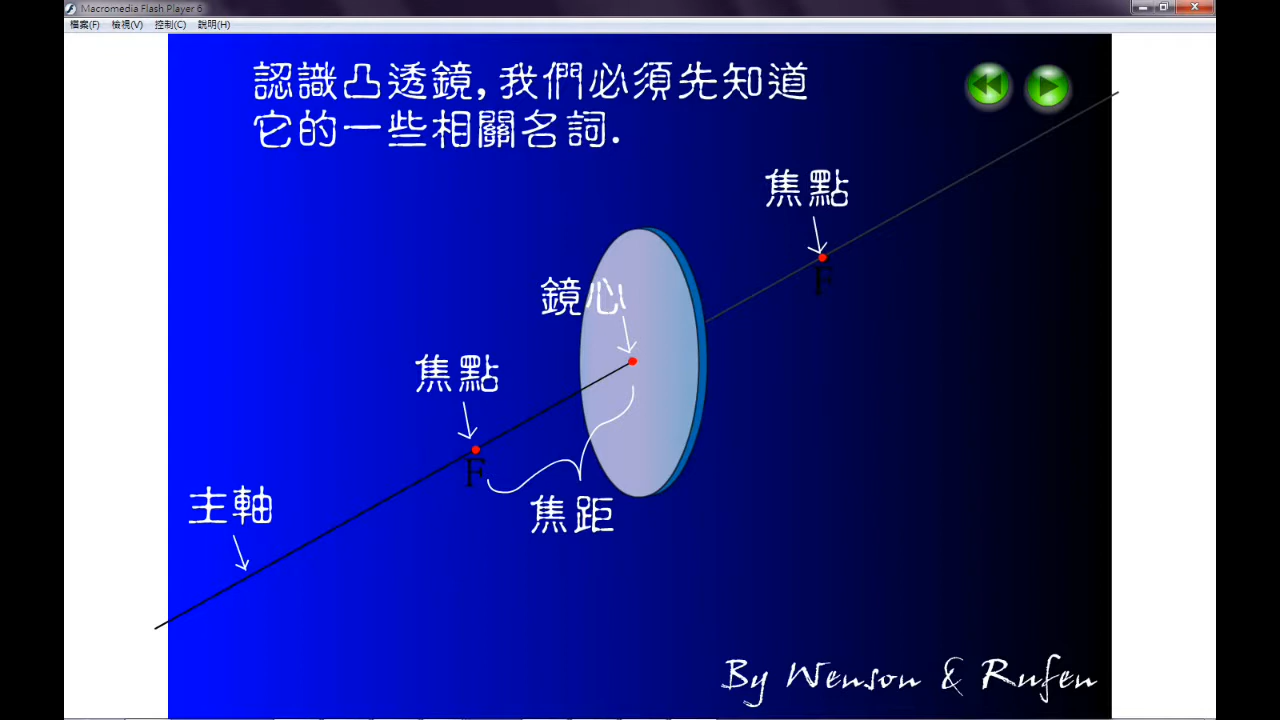 Macromedia Flash Player 6
檔案(F) 檢視(V) 控制(C) 說明(H)
認識凸透鏡,我們必須先知道
它的一些相關名詞.
焦點
F
鏡心
焦點
F
焦距
主軸
By Wenson & Rufen